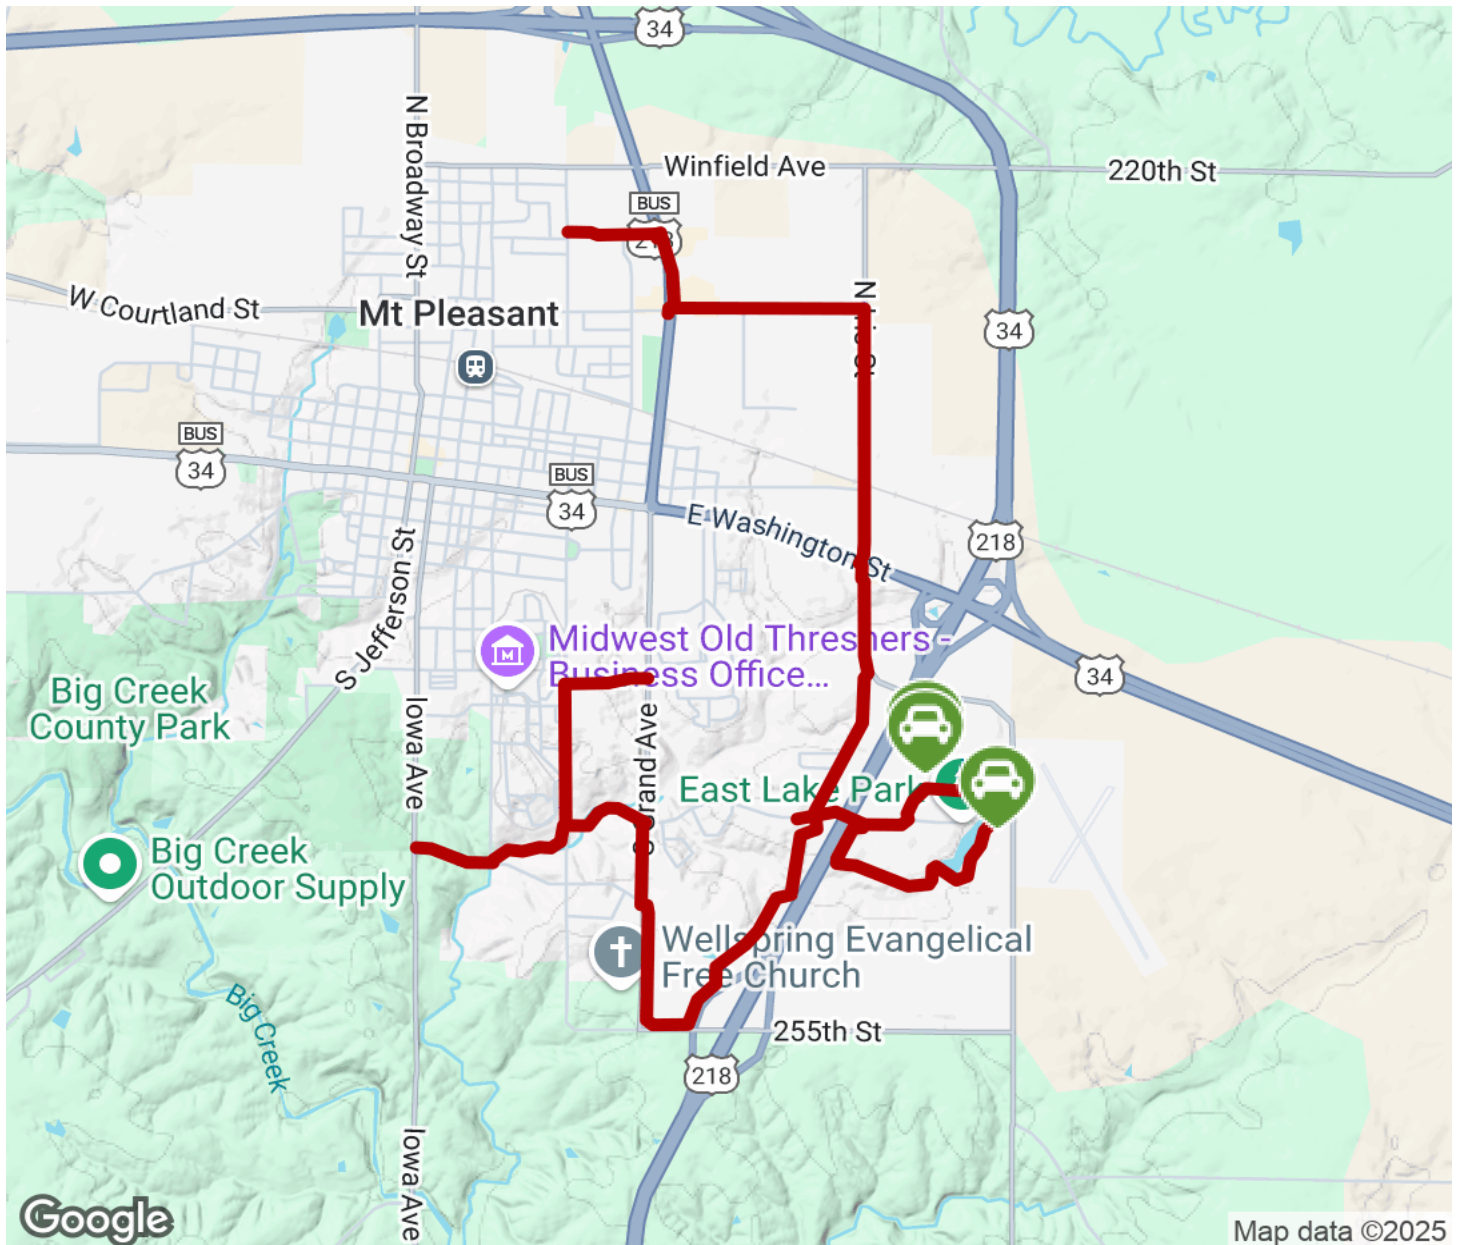 34
N Broadway St
Winfield Ave
220th St
BUS
W Courtland St
Mt Pleasant
34
BUS
34
BUS
34
E Washington St
218
S Jefferson St
Midwest Old Threshers -
Business Office...
34
Big Creek
County Park
Iowa Ave
S Grand Ave
East Lake Park
Big Creek
Outdoor Supply
Wellspring Evangelical
Free Church
Big Creek
255th St
218
Iowa Ave
Google
Map data ©2025